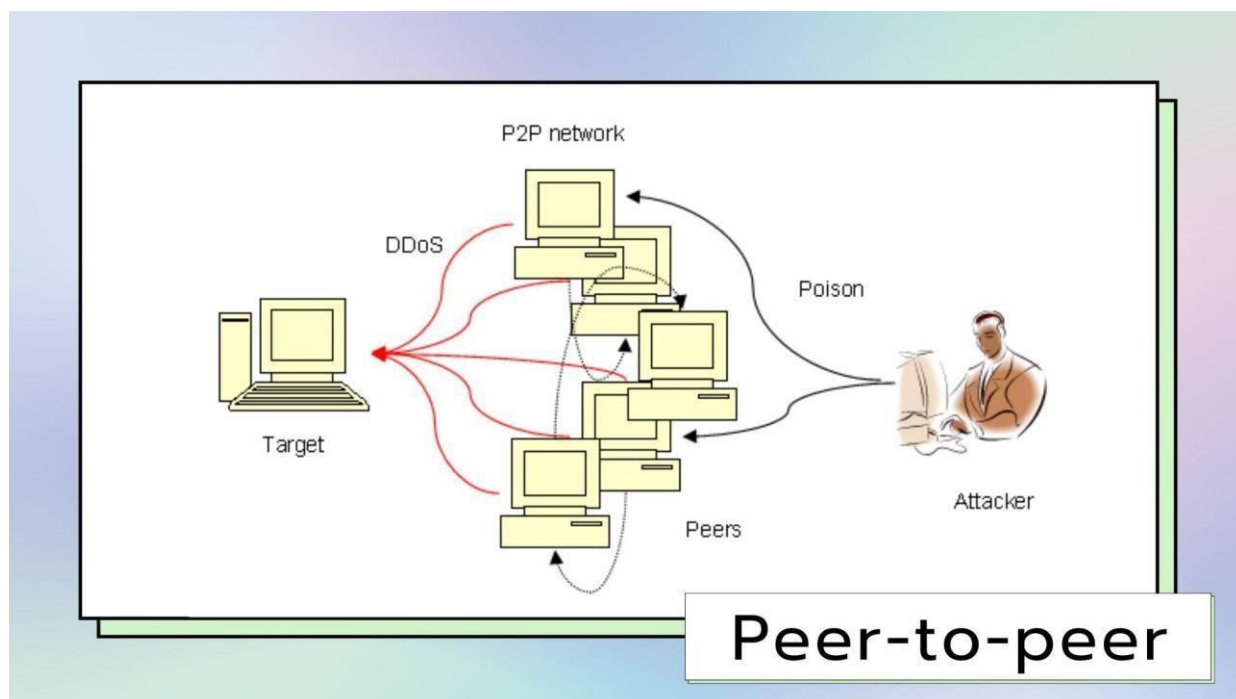 P2P network
DDoS
Poison
Target
Attacker
Peers
Peer-to-peer